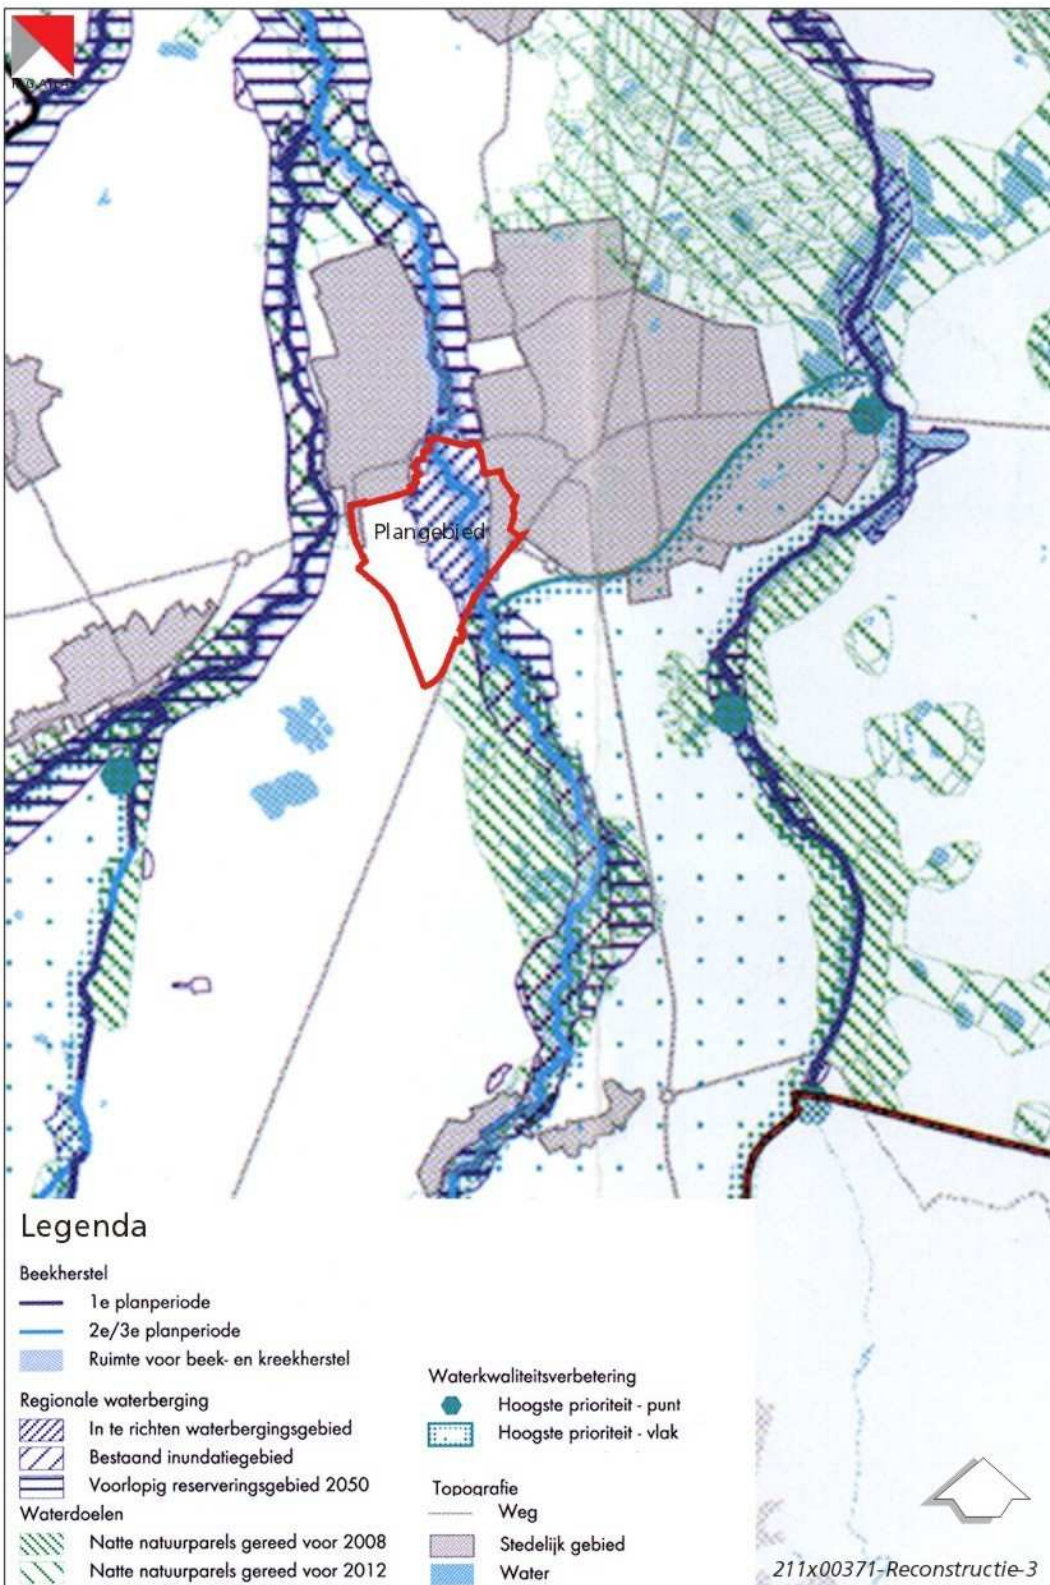 Plangebied
Legenda
Beekherstel
1e planperiode
2e/3e planperiode
Ruimte voor beek- en kreekherstel
Regionale waterberging
In te richten waterbergingsgebied
Bestaand inundatiegebied
Voorlopig reserveringsgebied 2050
Waterdoelen
Natte natuurparels gereed voor 2008
Natte natuurparels gereed voor 2012
Waterkwaliteitsverbetering
Hoogste prioriteit - punt
Hoogste prioriteit - vlak
Topografie
Weg
Stedelijk gebied
Water
211x00371-Reconstructie-3